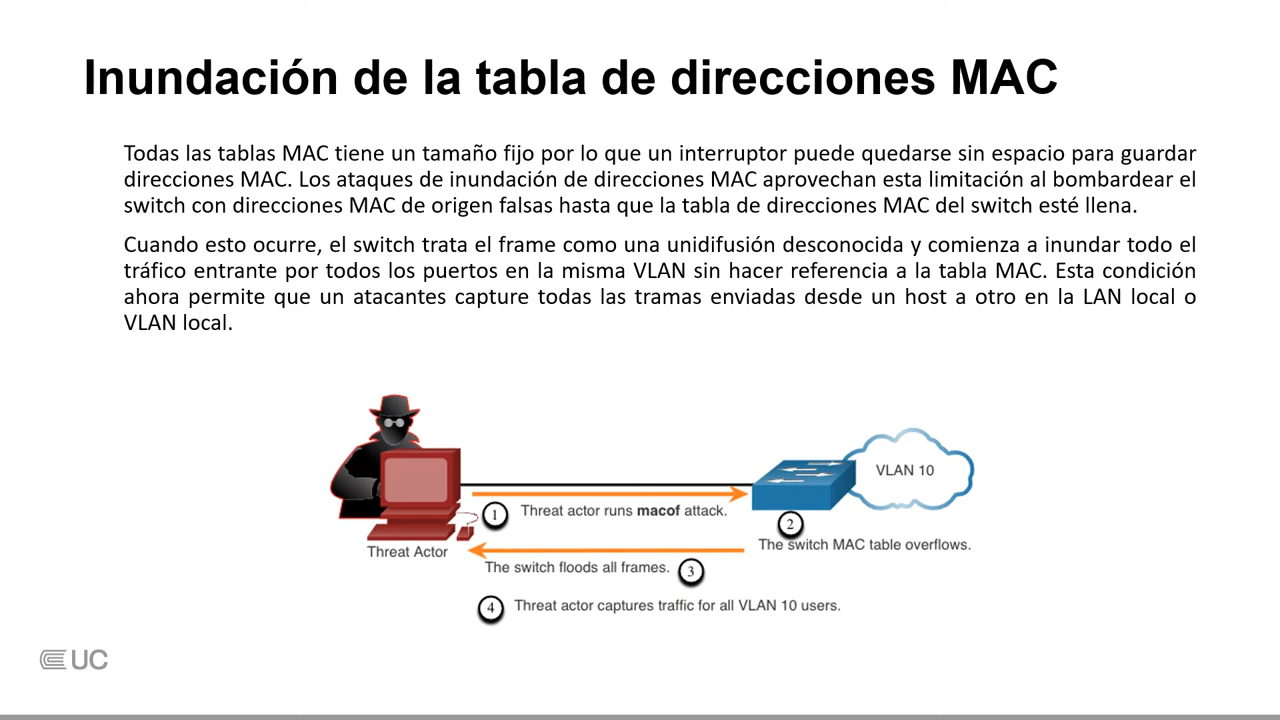 Inundación de la tabla de direcciones MAC
Todas las tablas MAC tiene un tamaño fijo por lo que un interruptor puede quedarse sin espacio para guardar
direcciones MAC. Los ataques de inundación de direcciones MAC aprovechan esta limitación al bombardear el
switch con direcciones MAC de origen falsas hasta que la tabla de direcciones MAC del switch esté llena.
Cuando esto ocurre, el switch trata el frame como una unidifusión desconocida y comienza a inundar todo el
tráfico entrante por todos los puertos en la misma VLAN sin hacer referencia a la tabla MAC. Esta condición
ahora permite que un atacantes capture todas las tramas enviadas desde un host a otro en la LAN local o
VLAN local.
VLAN 10
1 Threat actor runs macof attack.
2
The switch MAC table overflows.
Threat Actor
The switch floods all frames. 3
4 Threat actor captures traffic for all VLAN 10 users.
UC